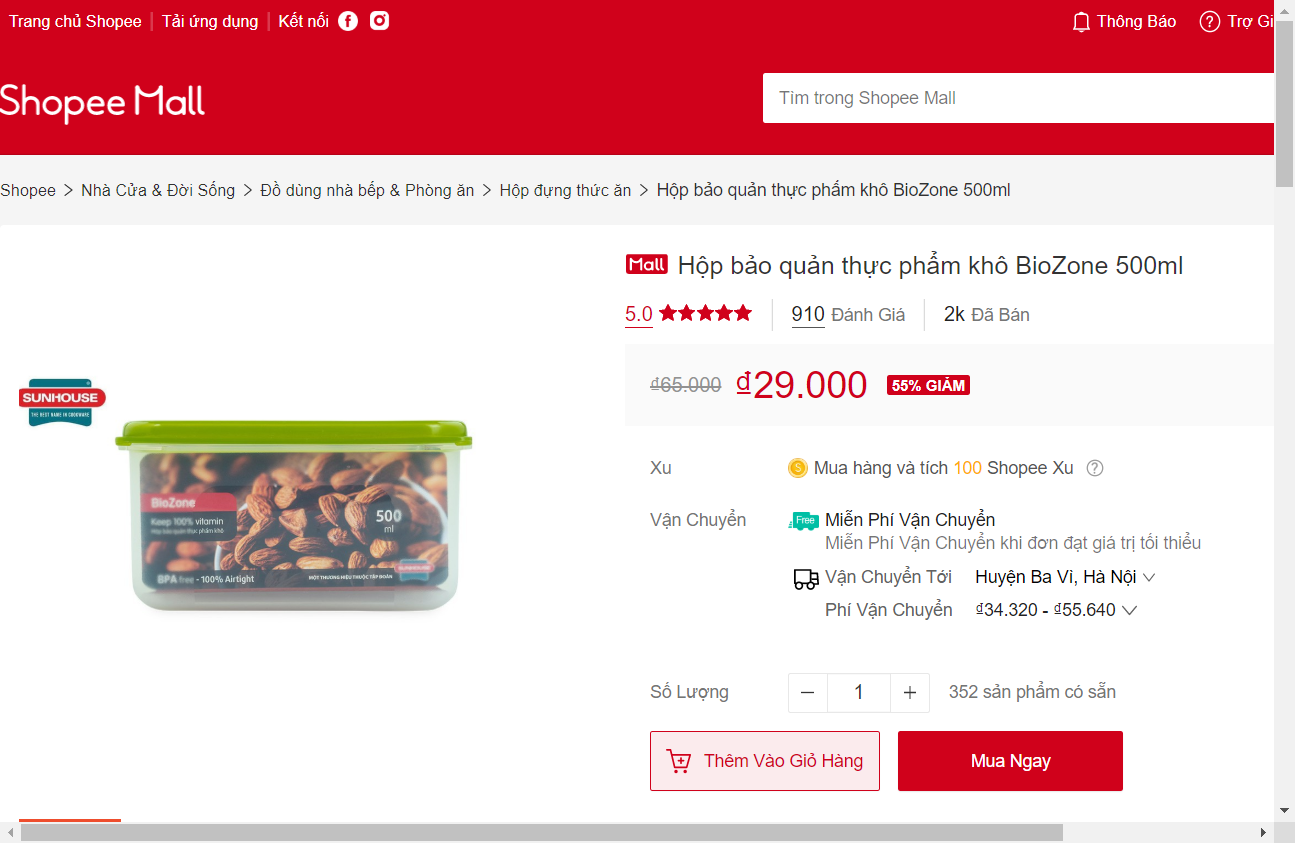 Trang chủ Shopee Tải ứng dụng Kết nối Thông Báo Trợ Gi
Shopee Mall Tìm trong Shopee Mall
Shopee > Nhà Cửa & Đời Sống > Đồ dùng nhà bếp & Phòng ăn > Hộp đựng thức ăn > Hộp bảo quản thực phẩm khô BioZone 500ml
Mall Hộp bảo quản thực phẩm khô BioZone 500ml
5.0 910 Đánh Giá 2k Đã Bán
₫65.000 ₫29.000 55% GIẢM
SUNHOUSE
THE BEST NAME IN COOKWARE
BioZone
Keep 100% vitamin
Hộp bảo quản thực phẩm khô
500
ml
BPA free - 100% Airtight
MỘT THƯƠNG HIỆU THUỘC TẬP ĐOÀN
Xu Mua hàng và tích 100 Shopee Xu
Vận Chuyển Free Miễn Phí Vận Chuyển
Miễn Phí Vận Chuyển khi đơn đạt giá trị tối thiểu
Vận Chuyển Tới Huyện Ba Vì, Hà Nội
Phí Vận Chuyển ₫34.320 - ₫55.640
Số Lượng 1 352 sản phẩm có sẵn
Thêm Vào Giỏ Hàng Mua Ngay